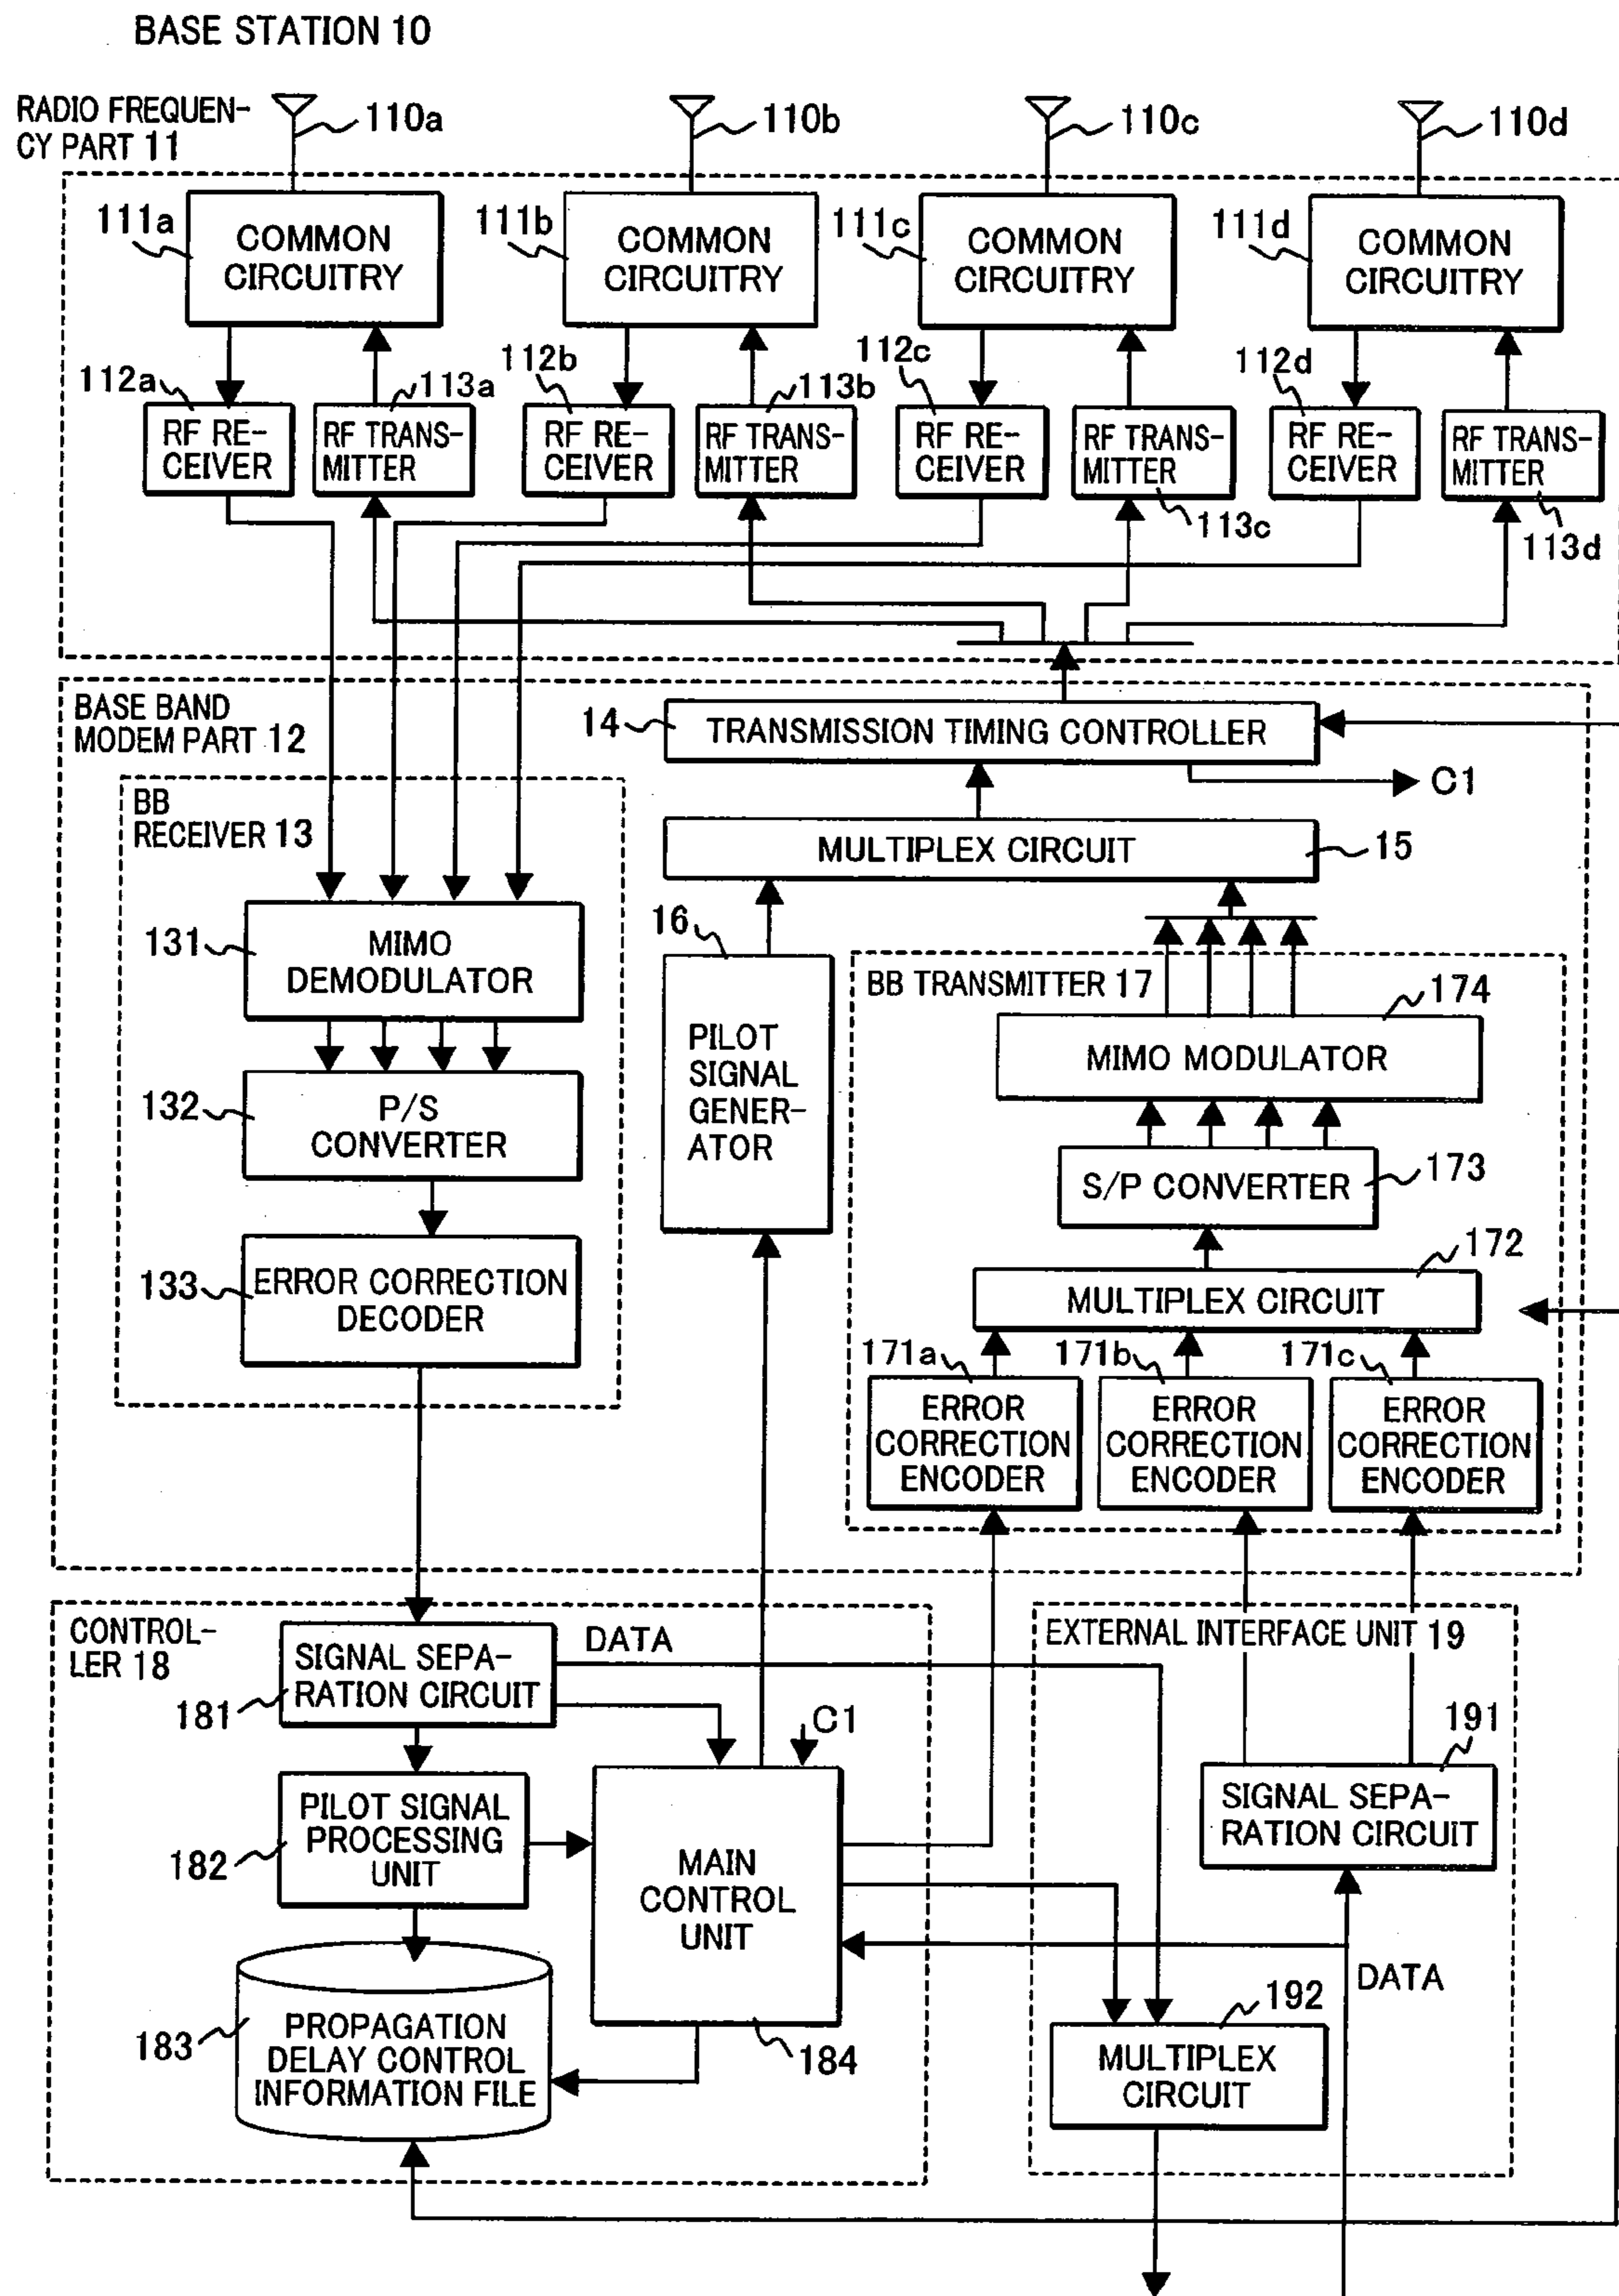 BASE STATION 10
RADIO FREQUEN-
CY PART 11
110a
110b
110c
110d
111a
COMMON
CIRCUITRY
111b
COMMON
CIRCUITRY
111c
COMMON
CIRCUITRY
111d
COMMON
CIRCUITRY
112a
RF RE-
CEIVER
113a
RF TRANS-
MITTER
112b
RF RE-
CEIVER
113b
RF TRANS-
MITTER
112c
RF RE-
CEIVER
RF TRANS-
MITTER
113c
112d
RF RE-
CEIVER
RF TRANS-
MITTER
113d
BASE BAND
MODEM PART 12
14
TRANSMISSION TIMING CONTROLLER
C1
BB
RECEIVER 13
MULTIPLEX CIRCUIT
15
131
MIMO
DEMODULATOR
16
PILOT
SIGNAL
GENER-
ATOR
BB TRANSMITTER 17
174
MIMO MODULATOR
132
P/S
CONVERTER
S/P CONVERTER
173
133
ERROR CORRECTION
DECODER
172
MULTIPLEX CIRCUIT
171a
ERROR
CORRECTION
ENCODER
171b
ERROR
CORRECTION
ENCODER
171c
ERROR
CORRECTION
ENCODER
CONTROL-
LER 18
SIGNAL SEPA-
RATION CIRCUIT
181
DATA
C1
EXTERNAL INTERFACE UNIT 19
191
SIGNAL SEPA-
RATION CIRCUIT
PILOT SIGNAL
PROCESSING
UNIT
182
MAIN
CONTROL
UNIT
184
DATA
183
PROPAGATION
DELAY CONTROL
INFORMATION FILE
192
MULTIPLEX
CIRCUIT